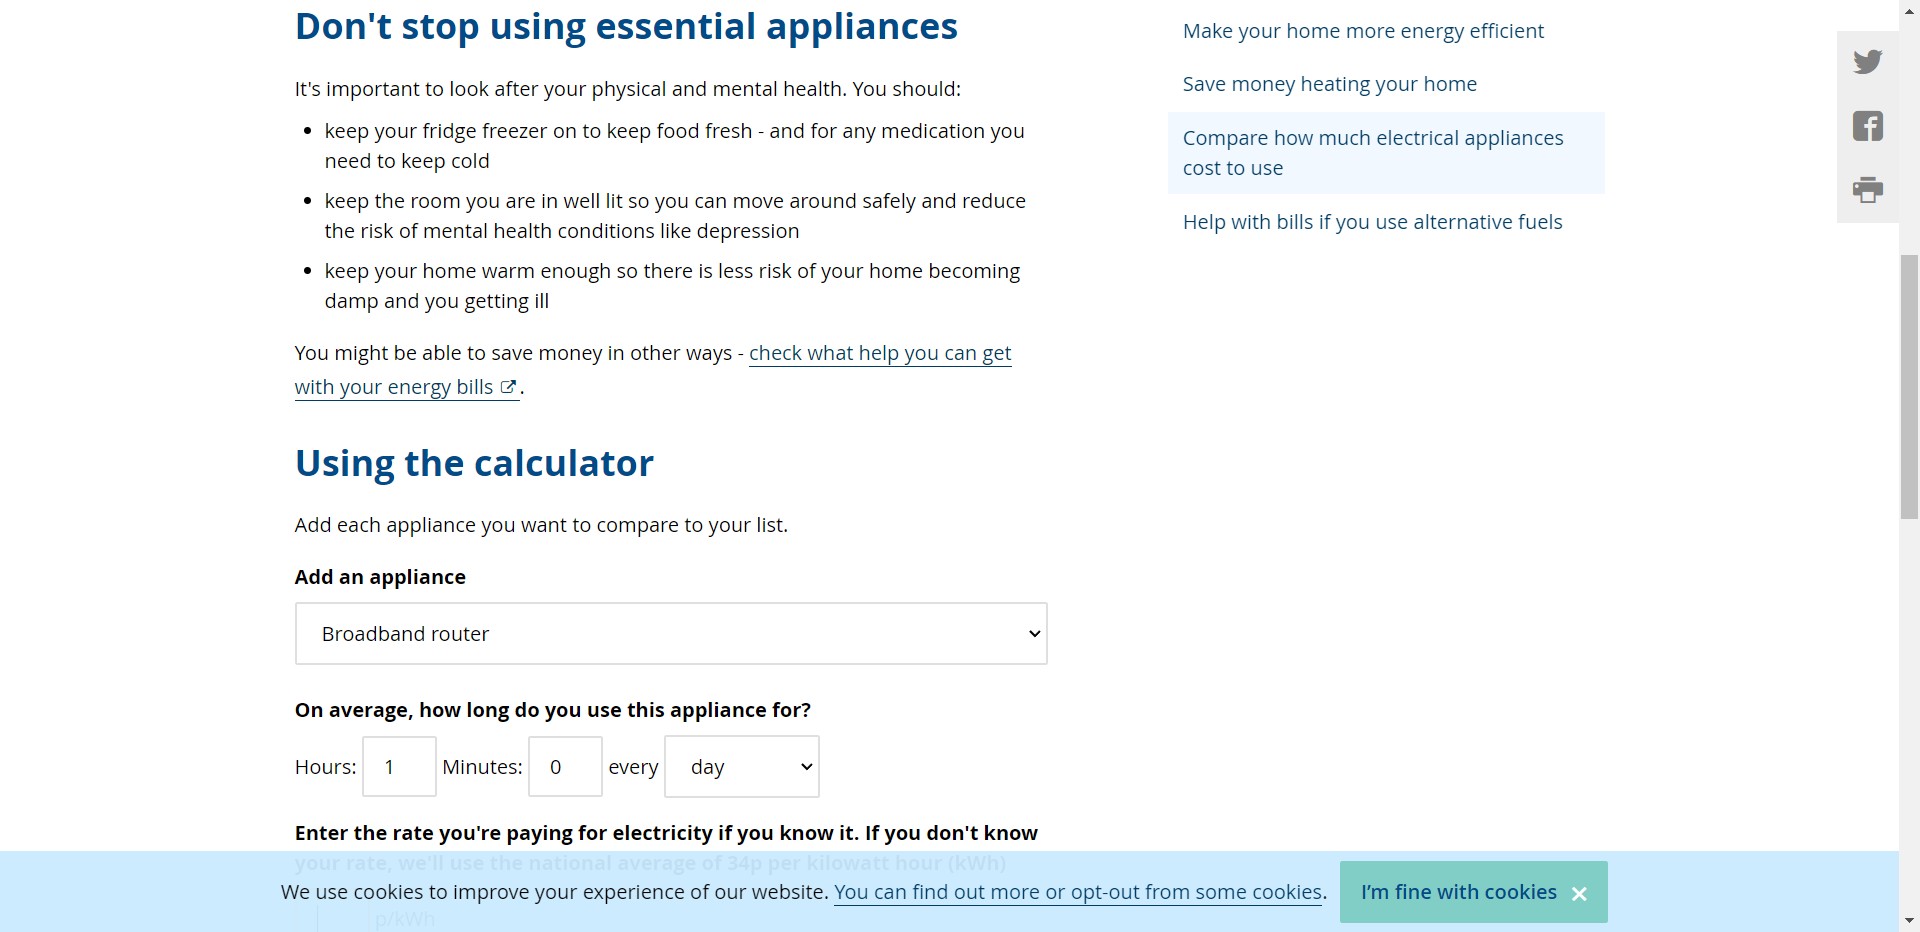 Don't stop using essential appliances
It's important to look after your physical and mental health. You should:
keep your fridge freezer on to keep food fresh - and for any medication you
need to keep cold
keep the room you are in well lit so you can move around safely and reduce
the risk of mental health conditions like depression
keep your home warm enough so there is less risk of your home becoming
damp and you getting ill
You might be able to save money in other ways - check what help you can get
with your energy bills.
Using the calculator
Add each appliance you want to compare to your list.
Add an appliance
Broadband router
On average, how long do you use this appliance for?
Hours: 1 Minutes: 0 every day
Enter the rate you're paying for electricity if you know it. If you don't know
your rate, we'll use the national average of 34p per kilowatt hour (kWh)
p/kWh
Make your home more energy efficient
Save money heating your home
Compare how much electrical appliances
cost to use
Help with bills if you use alternative fuels
We use cookies to improve your experience of our website. You can find out more or opt-out from some cookies.
I’m fine with cookies